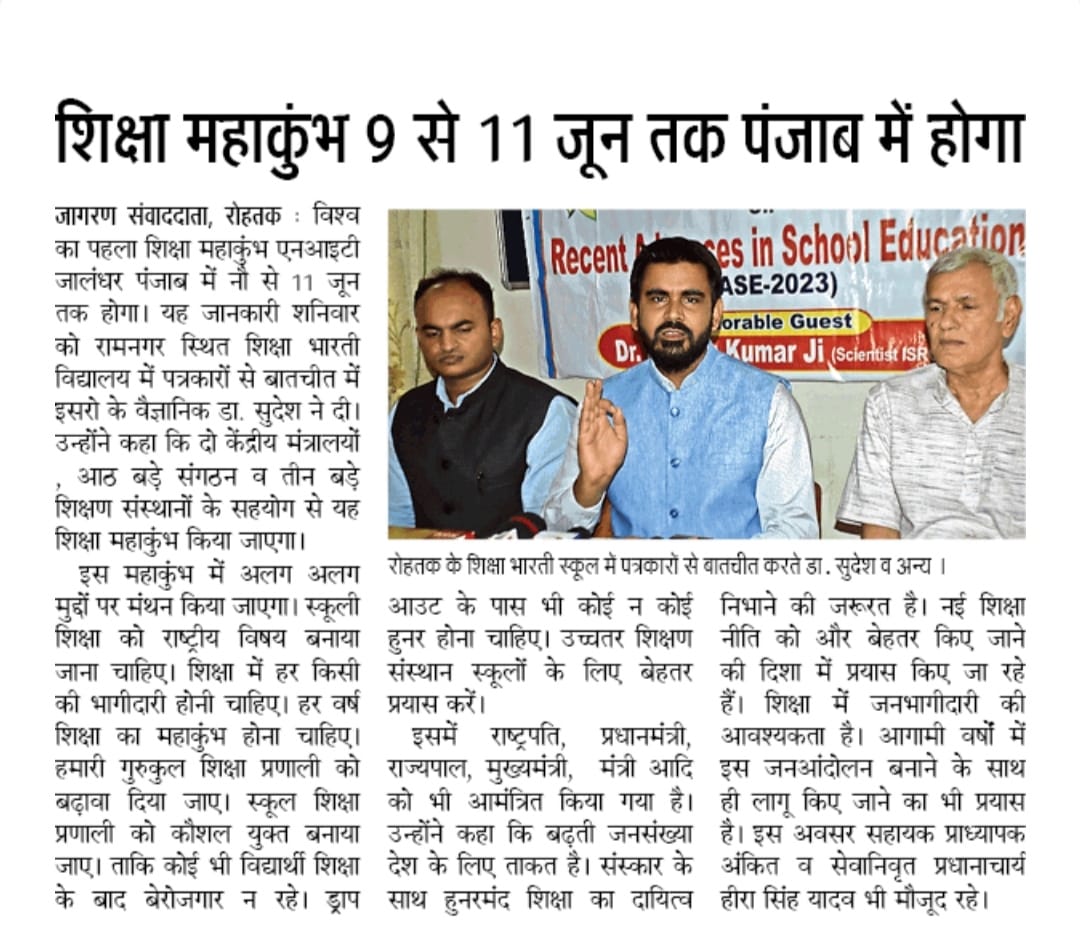 शिक्षा महाकुंभ 9 से 11 जून तक पंजाब में होगा
जागरण संवाददाता, रोहतक : विश्व
का पहला शिक्षा महाकुंभ एनआइटी
जालंधर पंजाब में नौ से 11 जून
तक होगा। यह जानकारी शनिवार
को रामनगर स्थित शिक्षा भारती
विद्यालय में पत्रकारों से बातचीत में
इसरो के वैज्ञानिक डा. सुदेश ने दी।
उन्होंने कहा कि दो केंद्रीय मंत्रालयों
, आठ बड़े संगठन व तीन बड़े
शिक्षण संस्थानों के सहयोग से यह
शिक्षा महाकुंभ किया जाएगा।
इस महाकुंभ में अलग अलग
मुद्दों पर मंथन किया जाएगा। स्कूली
शिक्षा को राष्ट्रीय विषय बनाया
जाना चाहिए। शिक्षा में हर किसी
की भागीदारी होनी चाहिए। हर वर्ष
शिक्षा का महाकुंभ होना चाहिए।
हमारी गुरुकुल शिक्षा प्रणाली को
बढ़ावा दिया जाए। स्कूल शिक्षा
प्रणाली को कौशल युक्त बनाया
जाए। ताकि कोई भी विद्यार्थी शिक्षा
के बाद बेरोजगार न रहे। ड्राप
Recent in School Education
ASE-2023)
orable Guest
Dr. Kumar Ji (Scientist ISR
रोहतक के शिक्षा भारती स्कूल में पत्रकारों से बातचीत करते डा. सुदेश व अन्य ।
आउट के पास भी कोई न कोई
हुनर होना चाहिए। उच्चतर शिक्षण
संस्थान स्कूलों के लिए बेहतर
प्रयास करें।
इसमें राष्ट्रपति, प्रधानमंत्री,
राज्यपाल, मुख्यमंत्री, मंत्री आदि
को भी आमंत्रित किया गया है।
उन्होंने कहा कि बढ़ती जनसंख्या
देश के लिए ताकत है। संस्कार के
साथ हुनरमंद शिक्षा का दायित्व
निभाने की जरूरत है। नई शिक्षा
नीति को और बेहतर किए जाने
की दिशा में प्रयास किए जा रहे
हैं। शिक्षा में जनभागीदारी की
आवश्यकता है। आगामी वर्षों में
इस जनआंदोलन बनाने के साथ
ही लागू किए जाने का भी प्रयास
है। इस अवसर सहायक प्राध्यापक
अंकित व सेवानिवृत प्रधानाचार्य
हीरा सिंह यादव भी मौजूद रहे।